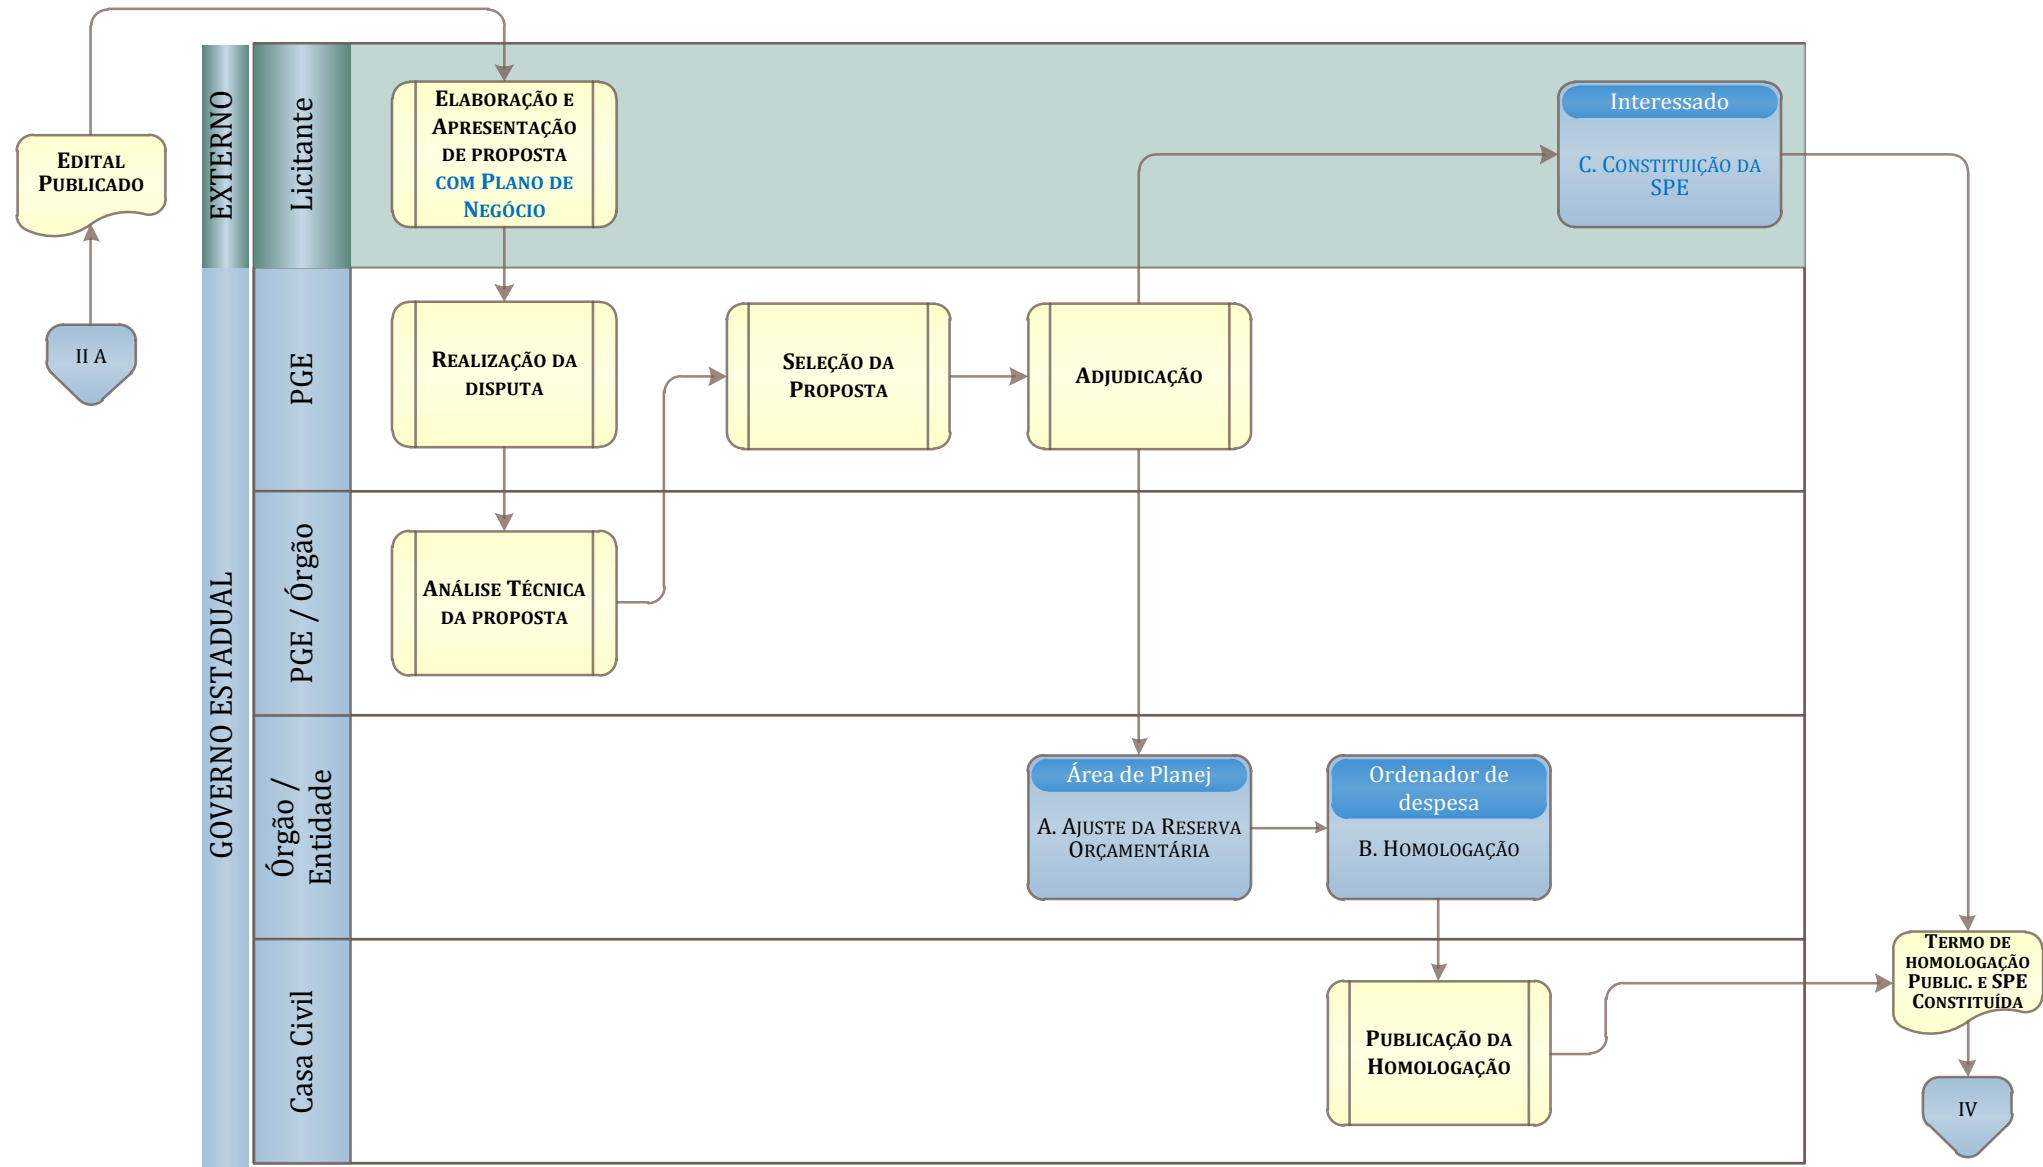 EDITAL
PUBLICADO
II A
EXTERNO
GOVERNO ESTADUAL
Licitante
ELABORAÇÃO E
APRESENTAÇÃO
DE PROPOSTA
COM PLANO DE
NEGÓCIO
Interessado
C. CONSTITUIÇÃO DA
SPE
PGE
REALIZAÇÃO DA
DISPUTA
SELEÇÃO DA
PROPOSTA
ADJUDICAÇÃO
PGE / Órgão
ANÁLISE TÉCNICA
DA PROPOSTA
Órgão /
Entidade
Área de Planej
A. AJUSTE DA RESERVA
ORÇAMENTÁRIA
Ordenador de
despesa
B. HOMOLOGAÇÃO
Casa Civil
PUBLICAÇÃO DA
HOMOLOGAÇÃO
TERMO DE
HOMOLOGAÇÃO
PUBLIC. E SPE
CONSTITUÍDA
IV